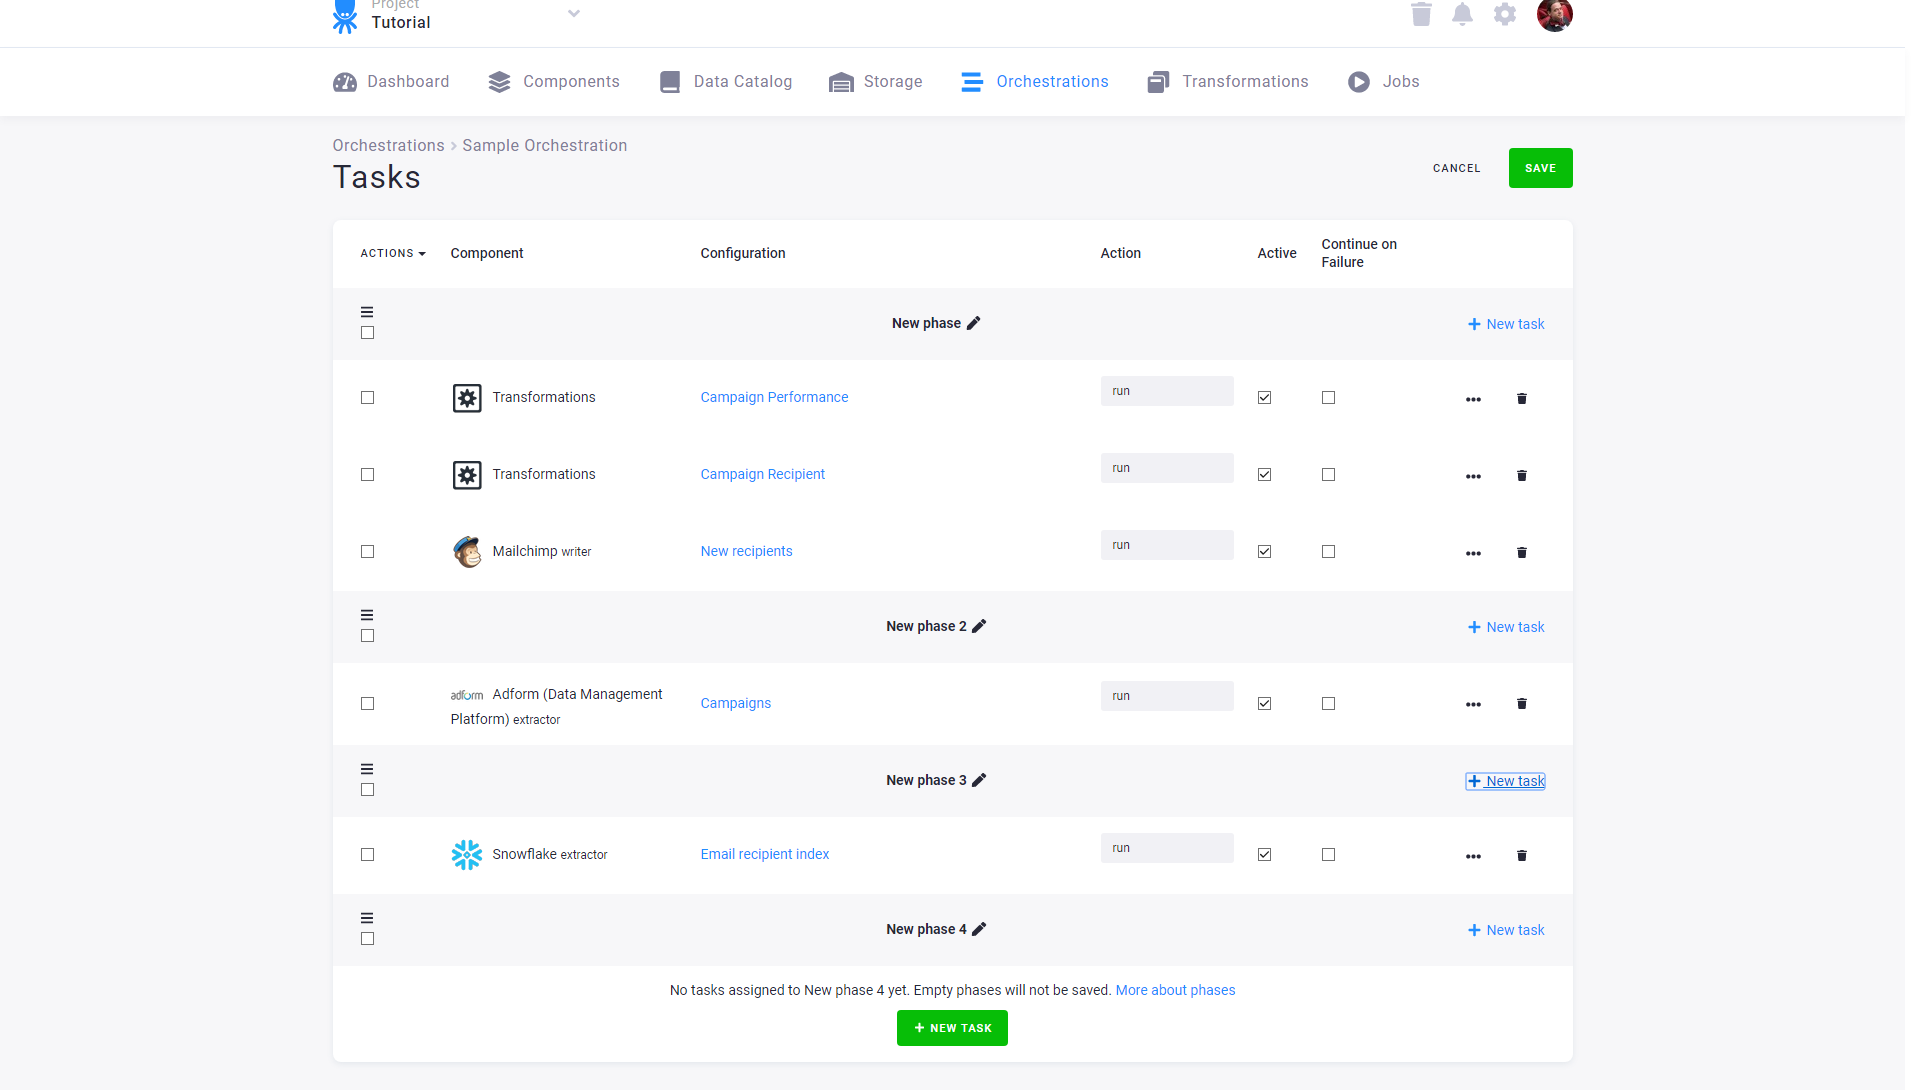 Project
Tutorial
Dashboard Components Data Catalog Storage Orchestrations Transformations Jobs
Orchestrations > Sample Orchestration
Tasks
CANCEL SAVE
ACTIONS Component Configuration Action Active Continue on Failure
New phase + New task
Transformations Campaign Performance run
Transformations Campaign Recipient run
Mailchimp writer New recipients run
New phase 2 + New task
adform Adform (Data Management
Platform) extractor Campaigns run
New phase 3 + New task
Snowflake extractor Email recipient index run
New phase 4 + New task
No tasks assigned to New phase 4 yet. Empty phases will not be saved. More about phases
+ NEW TASK